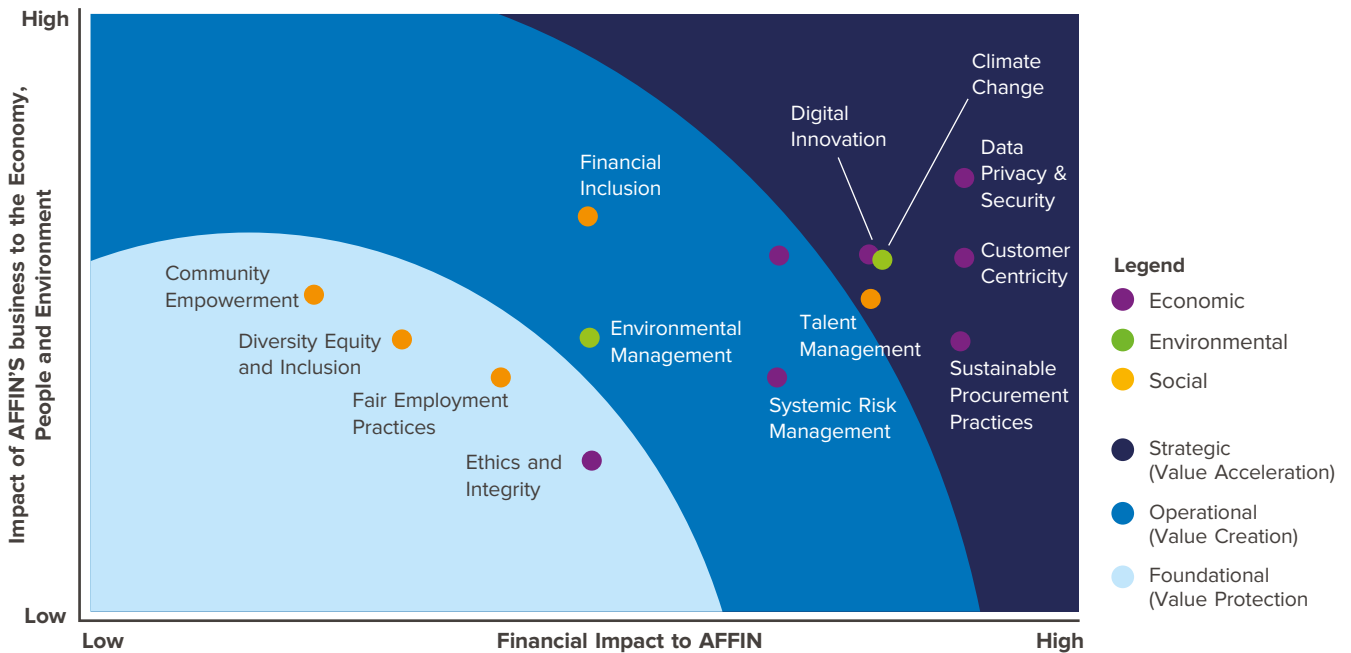 High
Impact of AFFIN'S business to the Economy,
People and Environment
Low
Low
Financial Impact to AFFIN
High
Climate
Change
Digital
Innovation
Data
Privacy &
Security
Financial
Inclusion
Customer
Centricity
Community
Empowerment
Diversity Equity
and Inclusion
Environmental
Management
Talent
Management
Sustainable
Procurement
Practices
Fair Employment
Practices
Systemic Risk
Management
Ethics and
Integrity
Legend
Economic
Environmental
Social
Strategic
(Value Acceleration)
Operational
(Value Creation)
Foundational
(Value Protection